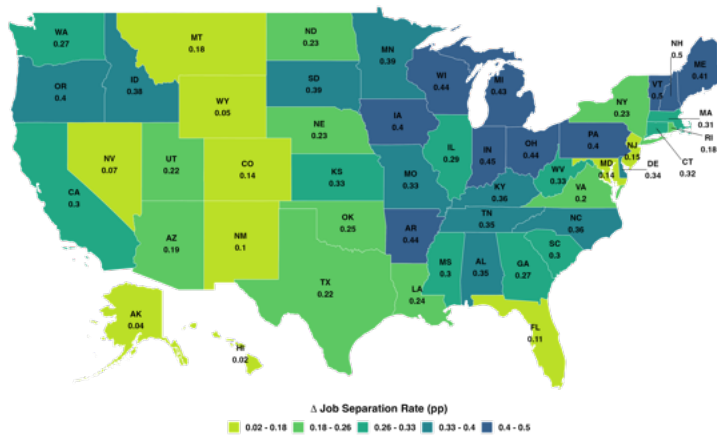 WA
0.27
MT
0.18
ND
0.23
MN
0.39
NH
0.5
ME
0.41
VT
0.5
OR
0.4
ID
0.38
SD
0.39
WI
0.44
MI
0.43
NY
0.23
MA
0.31
RI
0.18
WY
0.05
IA
0.4
NE
0.23
PA
0.4
NJ
0.15
CT
0.32
NV
0.07
UT
0.22
CO
0.14
IL
0.29
IN
0.45
OH
0.44
MD
0.14
DE
0.34
CA
0.3
KS
0.33
MO
0.33
WV
0.33
KY
0.36
VA
0.2
AZ
0.19
NM
0.1
OK
0.25
AR
0.44
TN
0.35
NC
0.36
SC
0.3
TX
0.22
LA
0.24
MS
0.3
AL
0.35
GA
0.27
AK
0.04
HI
0.02
FL
0.11
Δ Job Separation Rate (pp)
0.02 - 0.18 0.18 - 0.26 0.26 - 0.33 0.33 - 0.4 0.4 - 0.5